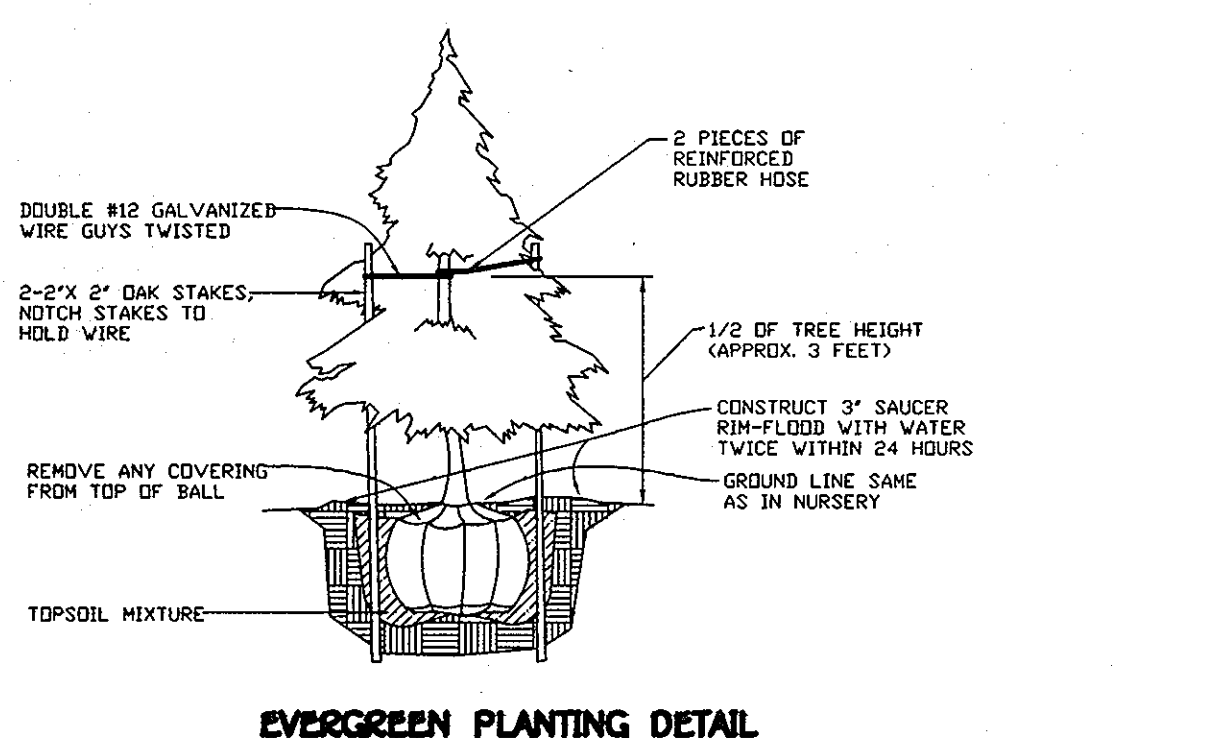 2 PIECES OF
REINFORCED
RUBBER HOSE
DOUBLE #12 GALVANIZED
WIRE GUYS TWISTED
2-2"X 2" OAK STAKES,
NOTCH STAKES TO
HOLD WIRE
1/2 OF TREE HEIGHT
(APPROX. 3 FEET)
CONSTRUCT 3" SAUCER
RIM-FLOOD WITH WATER
TWICE WITHIN 24 HOURS
REMOVE ANY COVERING
FROM TOP OF BALL
GROUND LINE SAME
AS IN NURSERY
TOPSOIL MIXTURE
EVERGREEN PLANTING DETAIL